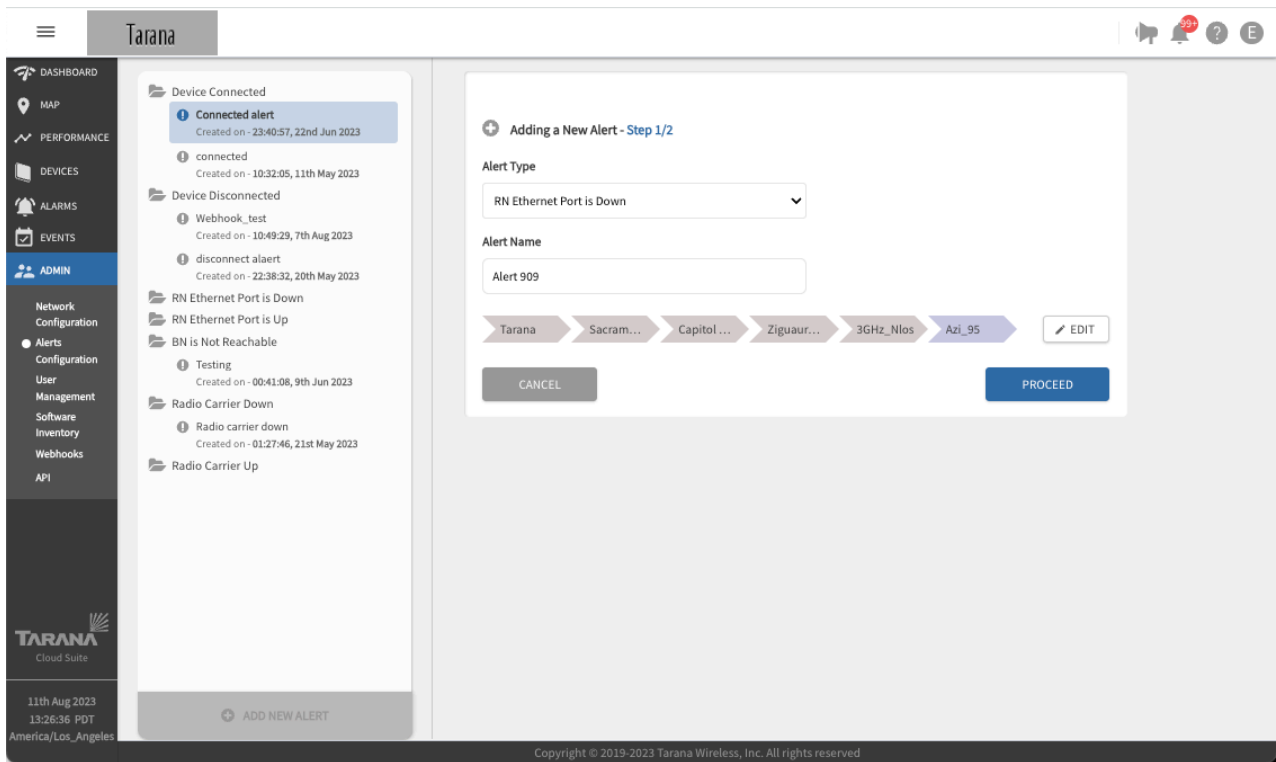 Tarana
99+
?
E
DASHBOARD
MAP
PERFORMANCE
DEVICES
ALARMS
EVENTS
ADMIN
Network
Configuration
Alerts
Configuration
User
Management
Software
Inventory
Webhooks
API
TARANA
Cloud Suite
11th Aug 2023
13:26:36 PDT
America/Los_Angeles
Device Connected
Connected alert
Created on - 23:40:57, 22nd Jun 2023
connected
Created on - 10:32:05, 11th May 2023
Device Disconnected
Webhook_test
Created on - 10:49:29, 7th Aug 2023
disconnect alaert
Created on - 22:38:32, 20th May 2023
RN Ethernet Port is Down
RN Ethernet Port is Up
BN is Not Reachable
Testing
Created on - 00:41:08, 9th Jun 2023
Radio Carrier Down
Radio carrier down
Created on - 01:27:46, 21st May 2023
Radio Carrier Up
ADD NEW ALERT
Adding a New Alert - Step 1/2
Alert Type
RN Ethernet Port is Down
Alert Name
Alert 909
Tarana Sacram... Capitol ... Ziguaur... 3GHz_Nlos Azi_95 EDIT
CANCEL PROCEED
Copyright © 2019-2023 Tarana Wireless, Inc. All rights reserved